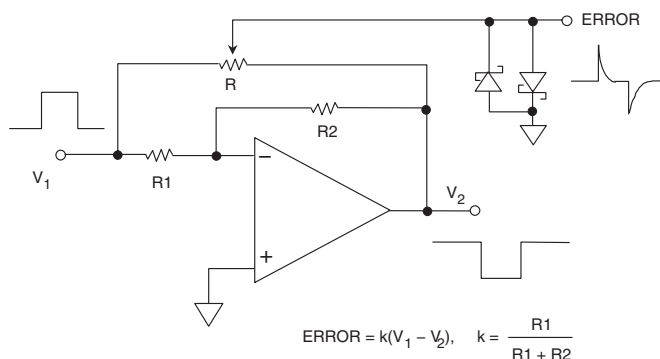 ERROR
R
R2
R1
V1
−
+
V2
ERROR = k(V1 − V2), k = R1
R1 + R2